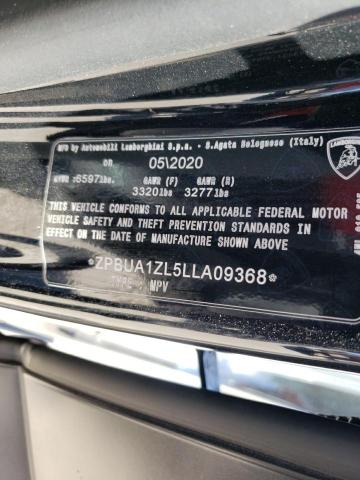 MFD by Automobili Lamborghini S.p.a. - S.Agata Bolognese (Italy)
on 05\2020
GVWR :6597lbs. GAWR (F) GAWR (R)
3320lbs 3277lbs
THIS VEHICLE CONFORMS TO ALL APPLICABLE FEDERAL MOTOR
VEHICLE SAFETY AND THEFT PREVENTION STANDARDS IN
EFFECT ON THE DATE OF MANUFACTURE SHOWN ABOVE
*ZPBUA1ZL5LLA09368*
TYPE : MPV